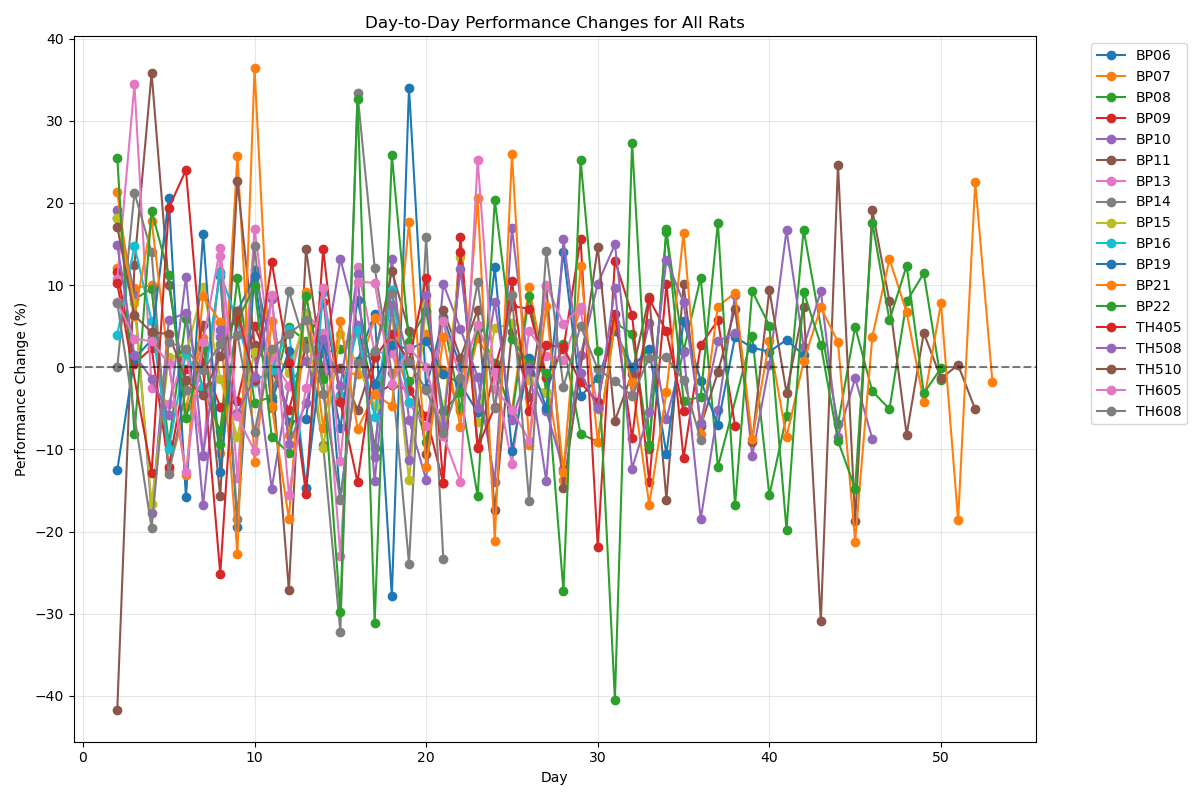 Day-to-Day Performance Changes for All Rats
Performance Change (%)
40
30
20
10
0
−10
−20
−30
−40
0
10
20
30
40
50
Day
BP06
BP07
BP08
BP09
BP10
BP11
BP13
BP14
BP15
BP16
BP19
BP21
BP22
TH405
TH508
TH510
TH605
TH608